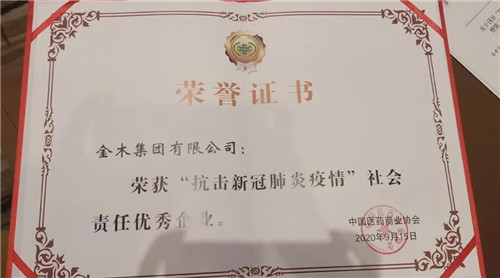 荣誉证书
金木集团有限公司：
荣获“抗击新冠肺炎疫情”社会
责任优秀企业。
中国医药商业协会
2020年9月15日